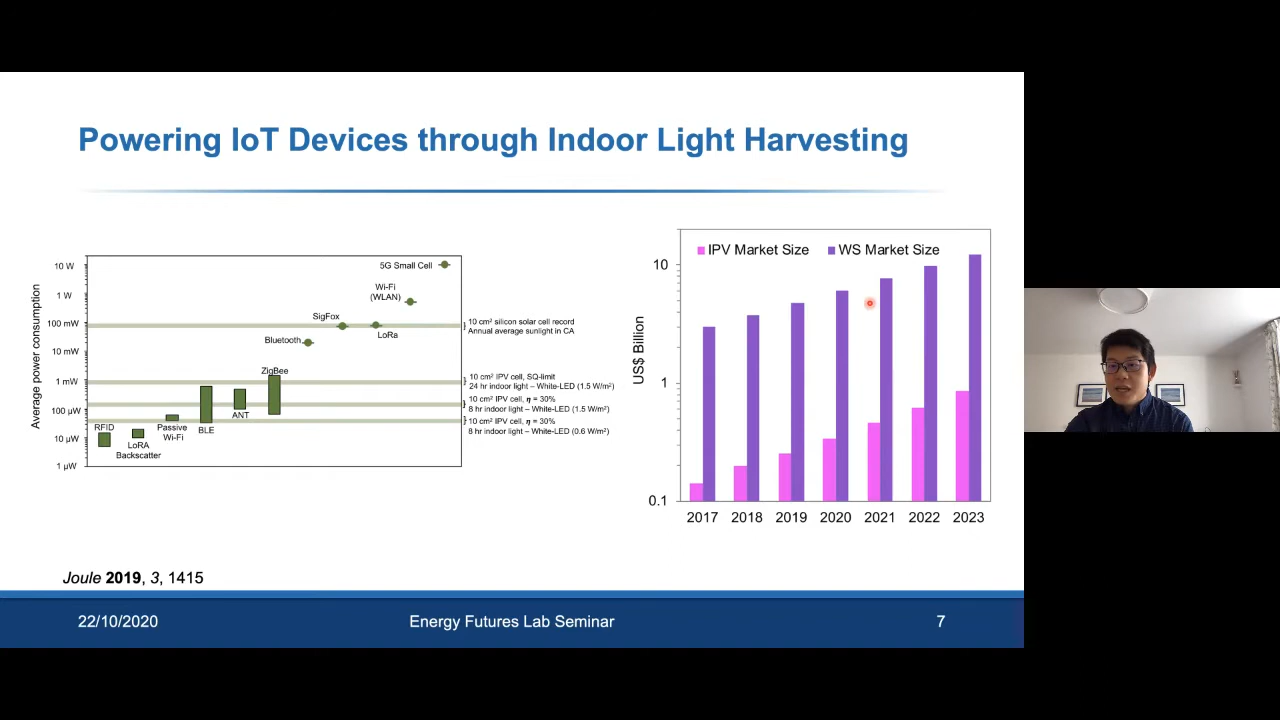 Powering IoT Devices through Indoor Light Harvesting
Average power consumption
10 W
1 W
100 mW
10 mW
1 mW
100 µW
10 µW
1 µW
RFID
LoRA
Backscatter
Passive
Wi-Fi
BLE
ANT
ZigBee
Bluetooth
SigFox
LoRa
Wi-Fi
(WLAN)
5G Small Cell
10 cm² silicon solar cell record
Annual average sunlight in CA
10 cm² IPV cell, SQ-limit
24 hr indoor light – White-LED (1.5 W/m²)
10 cm² IPV cell, η = 30%
8 hr indoor light – White-LED (1.5 W/m²)
10 cm² IPV cell, η = 30%
8 hr indoor light – White-LED (0.6 W/m²)
IPV Market Size
WS Market Size
US$ Billion
10
1
0.1
2017 2018 2019 2020 2021 2022 2023
Joule 2019, 3, 1415
22/10/2020
Energy Futures Lab Seminar
7